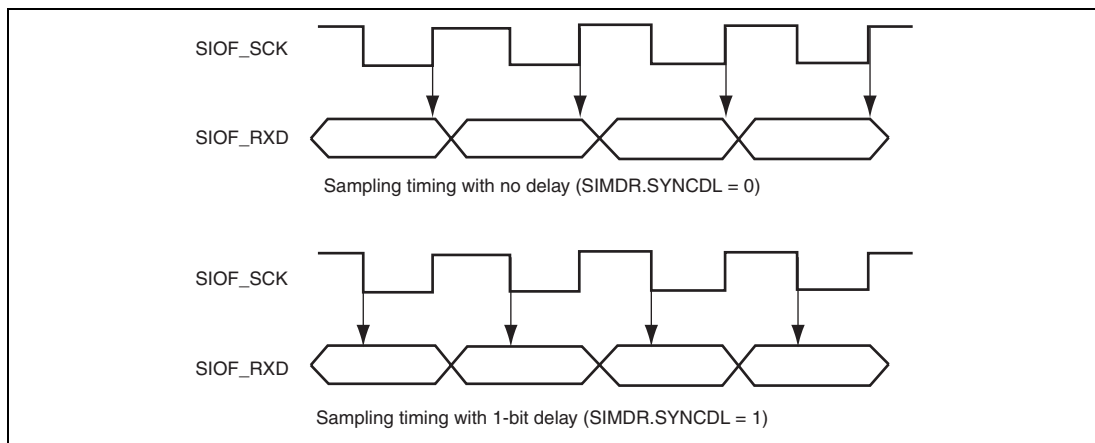 SIOF_SCK
SIOF_RXD
Sampling timing with no delay (SIMDR.SYNCDL = 0)
SIOF_SCK
SIOF_RXD
Sampling timing with 1-bit delay (SIMDR.SYNCDL = 1)